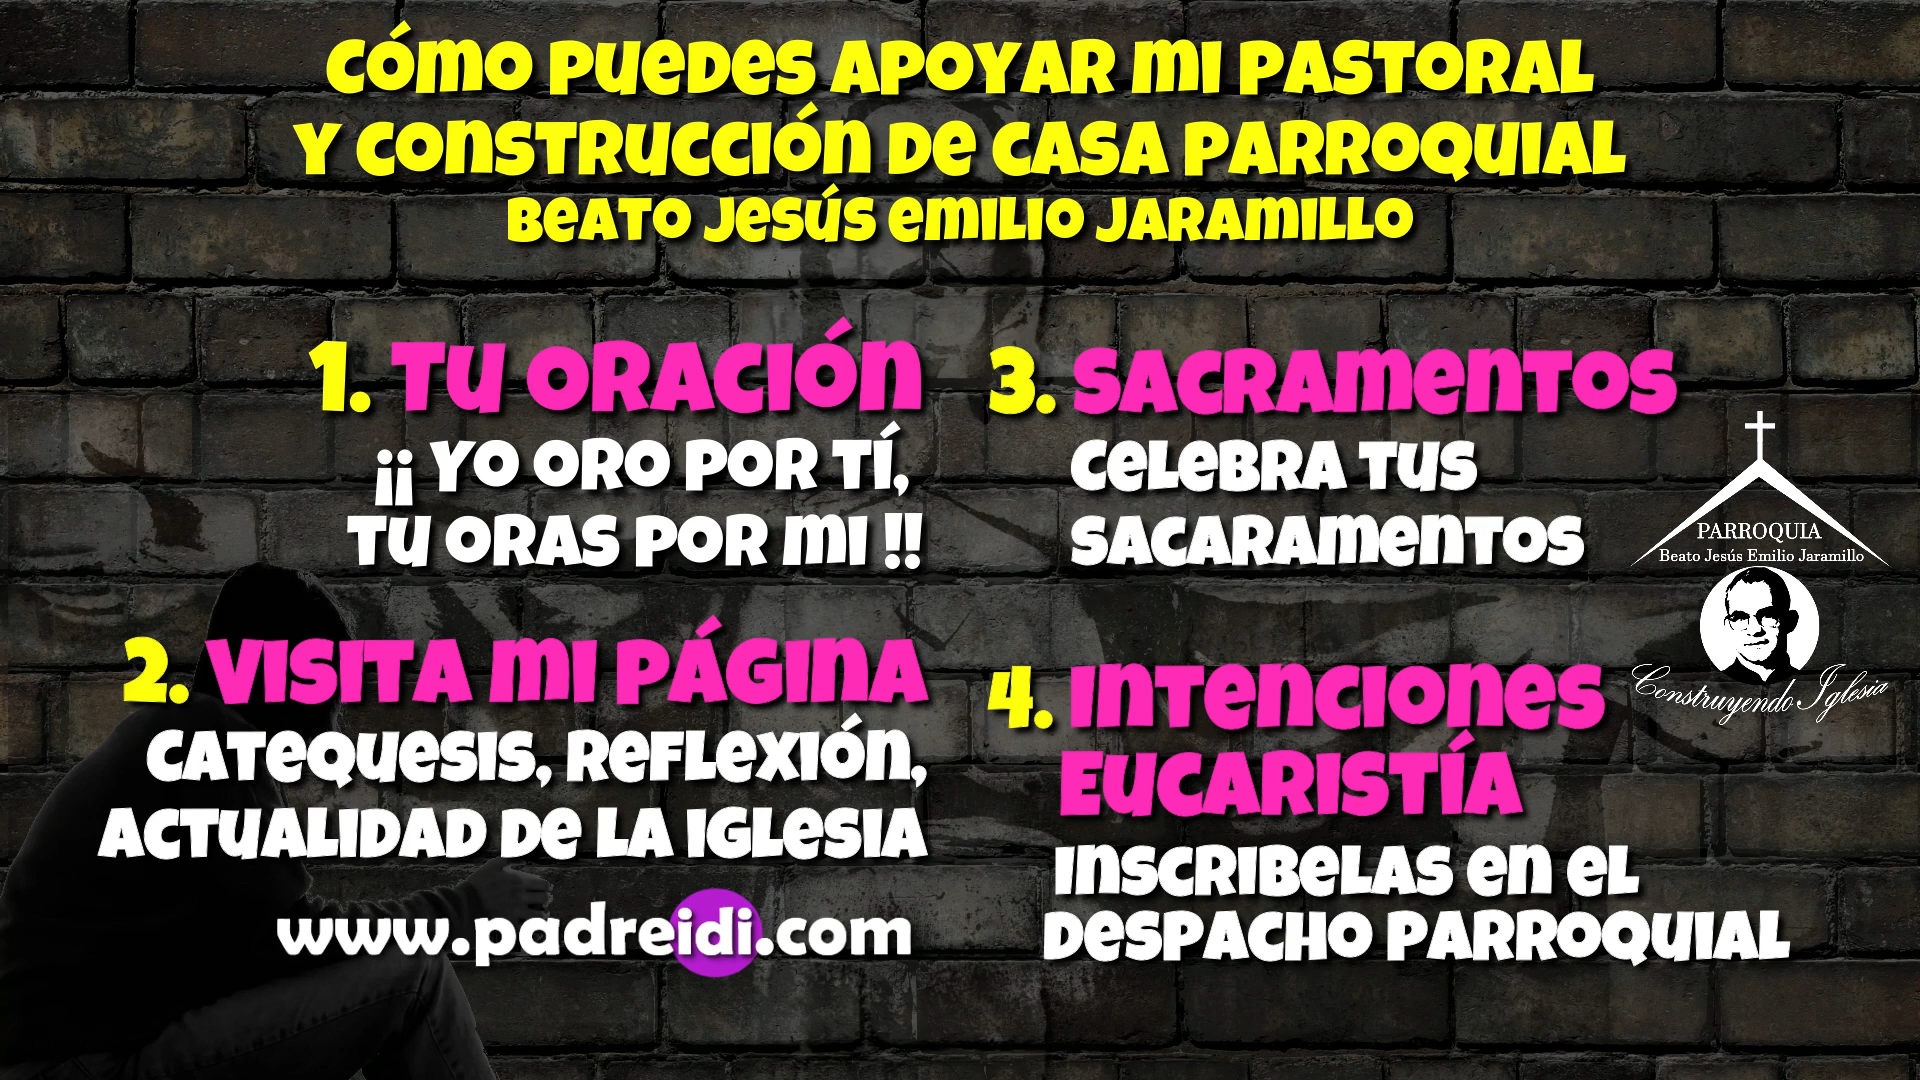 Cómo puedes apoyar mi pastoral
y construcción de casa parroquial
Beato Jesús Emilio Jaramillo
1. Tu oración
¡¡ Yo oro por tí,
tu oras por mi !!
2. Visita mi página
Catequesis, reflexión,
actualidad de la iglesia
www.padreidi.com
3. Sacramentos
Celebra tus
sacaramentos
4. Intenciones
Eucaristía
Inscribelas en el
despacho parroquial
PARROQUIA
Beato Jesús Emilio Jaramillo
Construyendo Iglesia